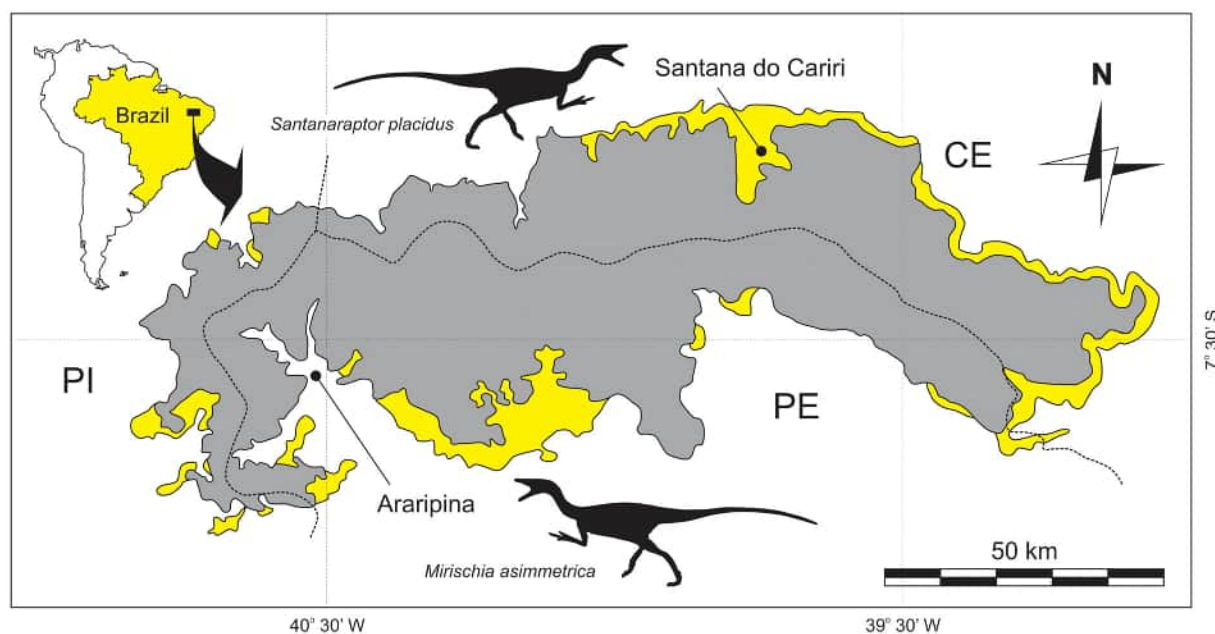 Brazil
Santanaraptor placidus
Santana do Cariri
N
CE
PI
PE
7° 30' S
Araripina
Mirischia asimmetrica
50 km
40° 30' W
39° 30' W